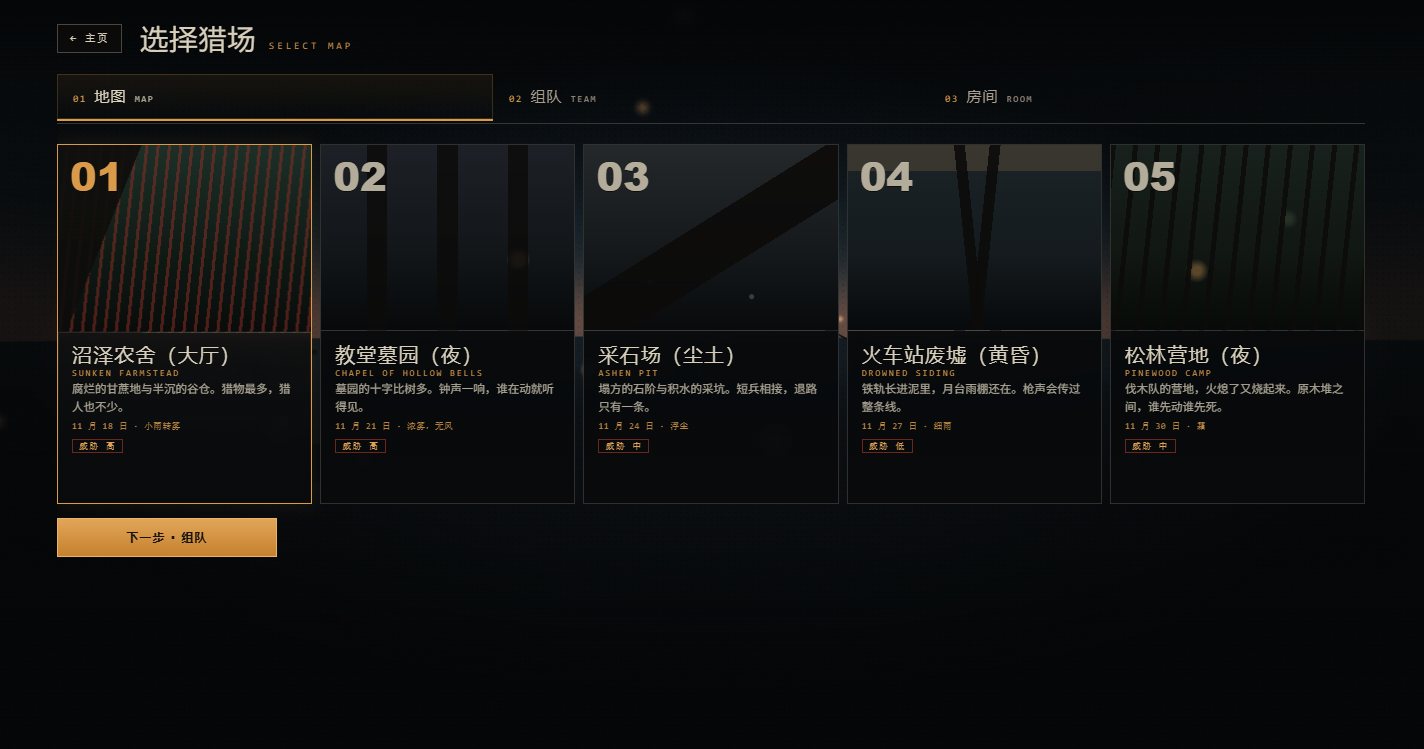 ← 主页
选择猎场 SELECT MAP
01 地图 MAP
02 组队 TEAM
03 房间 ROOM
01
沼泽农舍（大厅）
SUNKEN FARMSTEAD
腐烂的甘蔗地与半沉的谷仓。猎物最多，猎
人也不少。
11 月 18 日 · 小雨转雾
威胁 高
02
教堂墓园（夜）
CHAPEL OF HOLLOW BELLS
墓园的十字比树多。钟声一响，谁在动就听
得见。
11 月 21 日 · 浓雾，无风
威胁 高
03
采石场（尘土）
ASHEN PIT
塌方的石阶与积水的采坑。短兵相接，退路
只有一条。
11 月 24 日 · 浮尘
威胁 中
04
火车站废墟（黄昏）
DROWNED SIDING
铁轨长进泥里，月台雨棚还在。枪声会传过
整条线。
11 月 27 日 · 细雨
威胁 低
05
松林营地（夜）
PINEWOOD CAMP
伐木队的营地，火熄了又烧起来。原木堆之
间，谁先动谁先死。
11 月 30 日 · 霜
威胁 中
下一步 · 组队